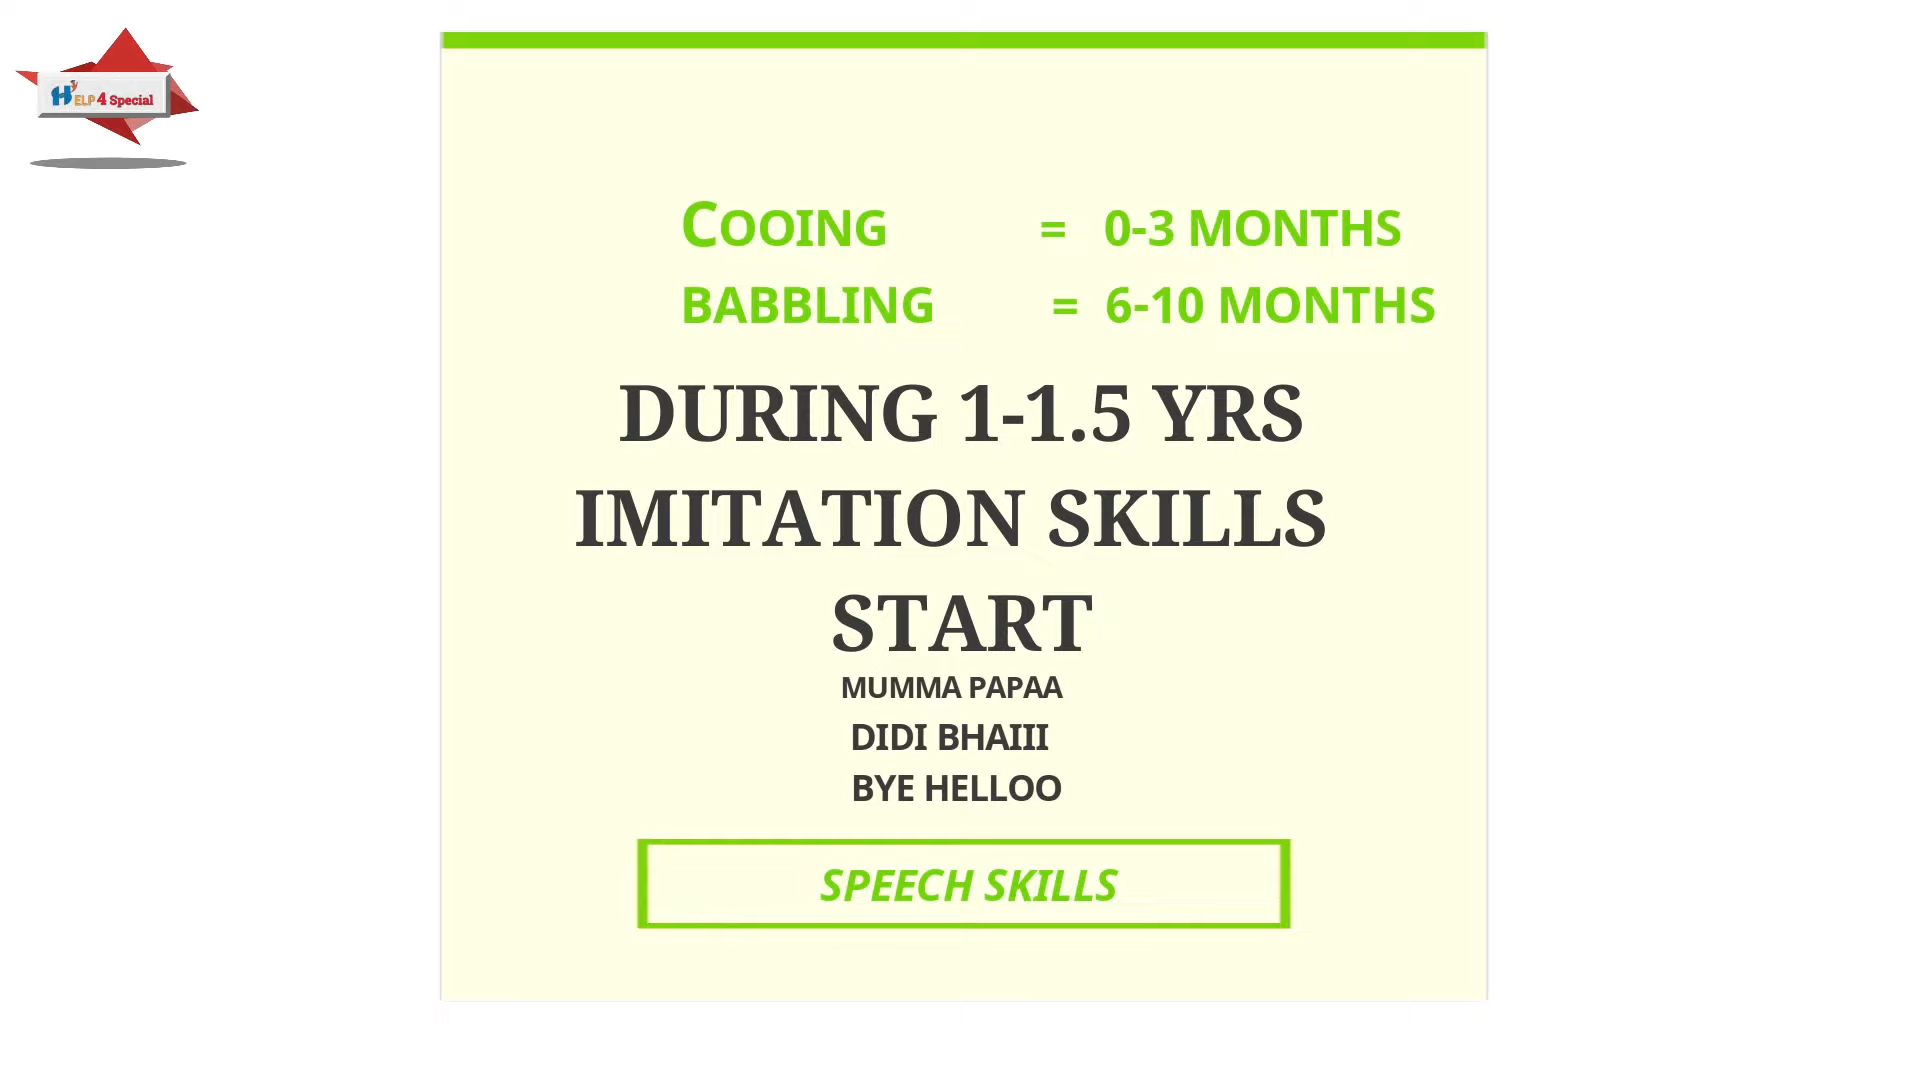 HELP 4 Special
COOING = 0-3 MONTHS
BABBLING = 6-10 MONTHS
DURING 1-1.5 YRS
IMITATION SKILLS
START
MUMMA PAPAA
DIDI BHAIII
BYE HELLOO
SPEECH SKILLS